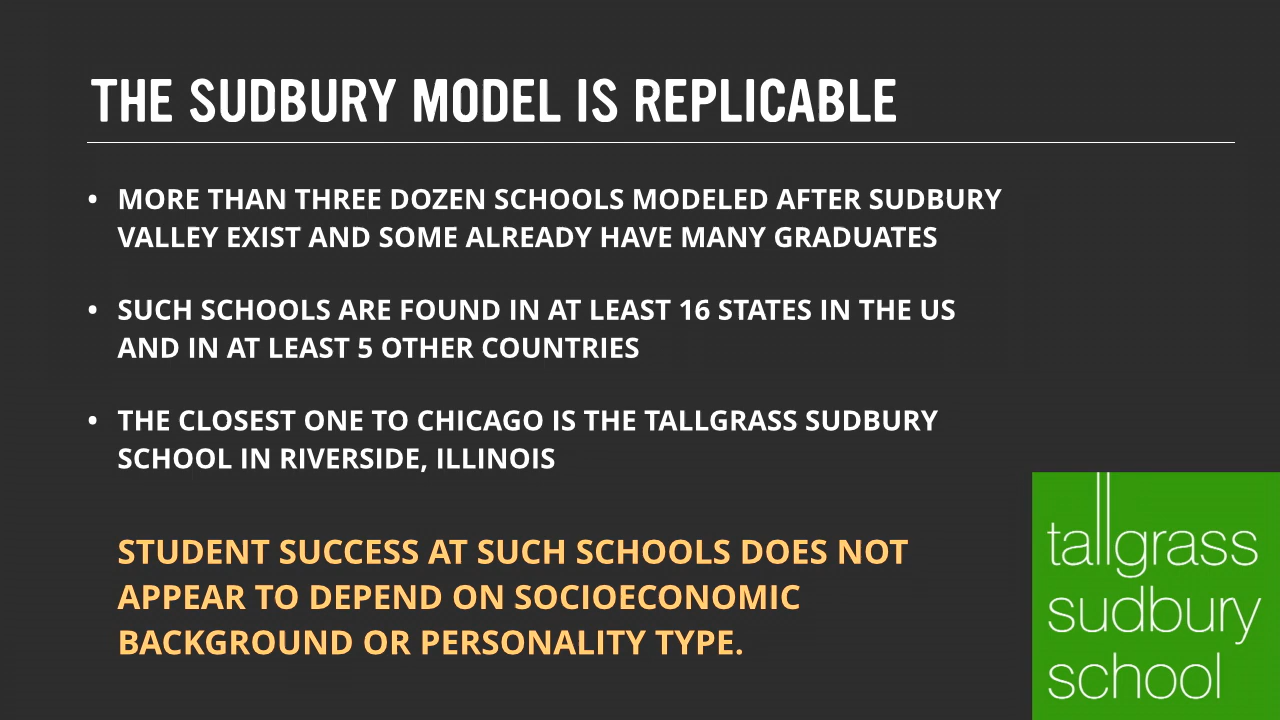 THE SUDBURY MODEL IS REPLICABLE
• MORE THAN THREE DOZEN SCHOOLS MODELED AFTER SUDBURY
VALLEY EXIST AND SOME ALREADY HAVE MANY GRADUATES
• SUCH SCHOOLS ARE FOUND IN AT LEAST 16 STATES IN THE US
AND IN AT LEAST 5 OTHER COUNTRIES
• THE CLOSEST ONE TO CHICAGO IS THE TALLGRASS SUDBURY
SCHOOL IN RIVERSIDE, ILLINOIS
STUDENT SUCCESS AT SUCH SCHOOLS DOES NOT
APPEAR TO DEPEND ON SOCIOECONOMIC
BACKGROUND OR PERSONALITY TYPE.
tallgrass
sudbury
school